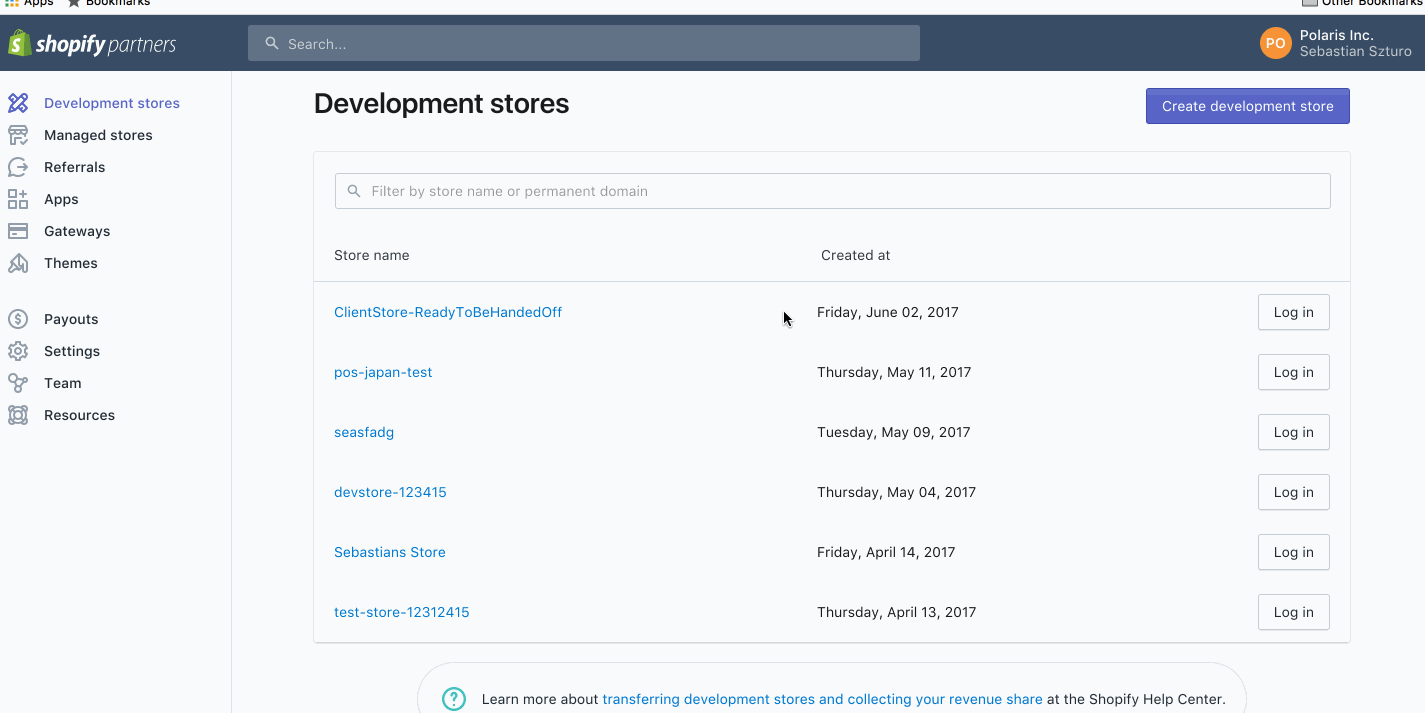 Apps Bookmarks Other Bookmarks
shopify partners Search... PO Polaris Inc.
Sebastian Szturo
Development stores
Managed stores
Referrals
Apps
Gateways
Themes
Payouts
Settings
Team
Resources
Development stores Create development store
Filter by store name or permanent domain
Store name Created at
ClientStore-ReadyToBeHandedOff Friday, June 02, 2017 Log in
pos-japan-test Thursday, May 11, 2017 Log in
seasfadg Tuesday, May 09, 2017 Log in
devstore-123415 Thursday, May 04, 2017 Log in
Sebastians Store Friday, April 14, 2017 Log in
test-store-12312415 Thursday, April 13, 2017 Log in
Learn more about transferring development stores and collecting your revenue share at the Shopify Help Center.